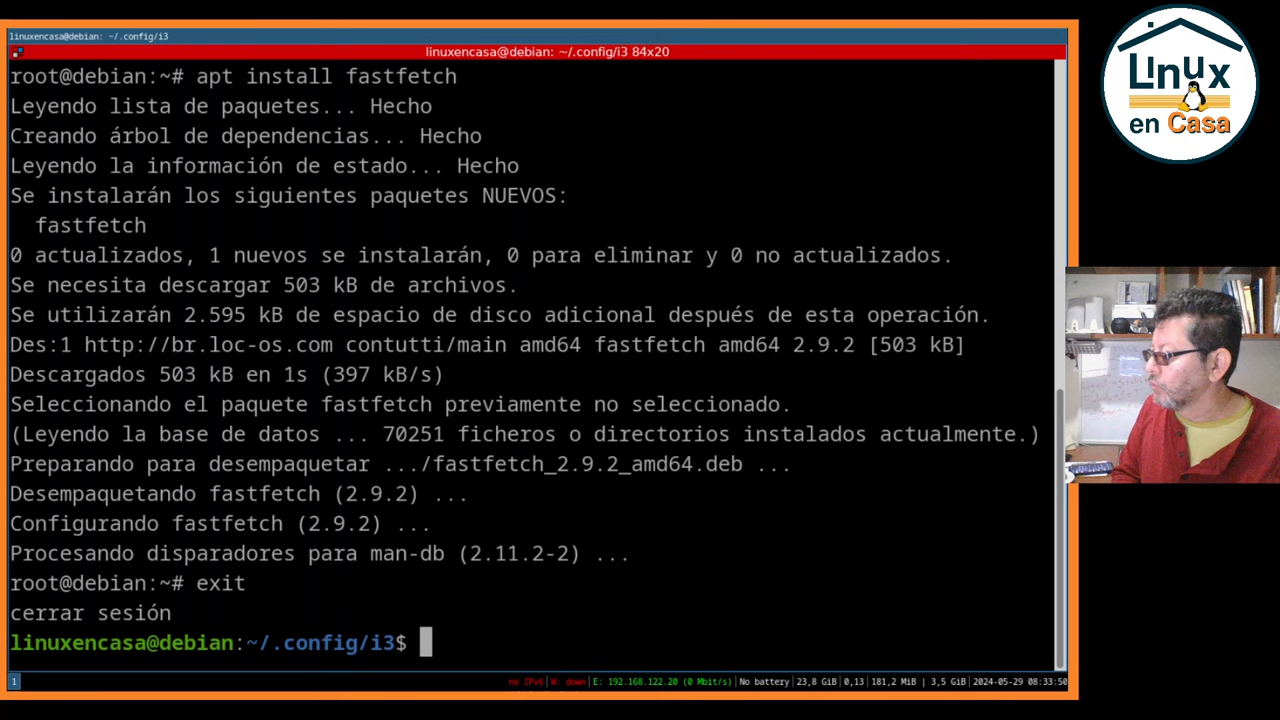 linuxencasa@debian: ~/.config/i3
linuxencasa@debian: ~/.config/i3 84x20
root@debian:~# apt install fastfetch
Leyendo lista de paquetes... Hecho
Creando árbol de dependencias... Hecho
Leyendo la información de estado... Hecho
Se instalarán los siguientes paquetes NUEVOS:
fastfetch
0 actualizados, 1 nuevos se instalarán, 0 para eliminar y 0 no actualizados.
Se necesita descargar 503 kB de archivos.
Se utilizarán 2.595 kB de espacio de disco adicional después de esta operación.
Des:1 http://br.loc-os.com contutti/main amd64 fastfetch amd64 2.9.2 [503 kB]
Descargados 503 kB en 1s (397 kB/s)
Seleccionando el paquete fastfetch previamente no seleccionado.
(Leyendo la base de datos ... 70251 ficheros o directorios instalados actualmente.)
Preparando para desempaquetar .../fastfetch_2.9.2_amd64.deb ...
Desempaquetando fastfetch (2.9.2) ...
Configurando fastfetch (2.9.2) ...
Procesando disparadores para man-db (2.11.2-2) ...
root@debian:~# exit
cerrar sesión
linuxencasa@debian:~/.config/i3$
1
no IPv6| W: down| E: 192.168.122.20 (0 Mbit/s)| No battery| 23,8 GiB| 0,13| 181,2 MiB | 3,5 GiB| 2024-05-29 08:33:50
Linux
en Casa